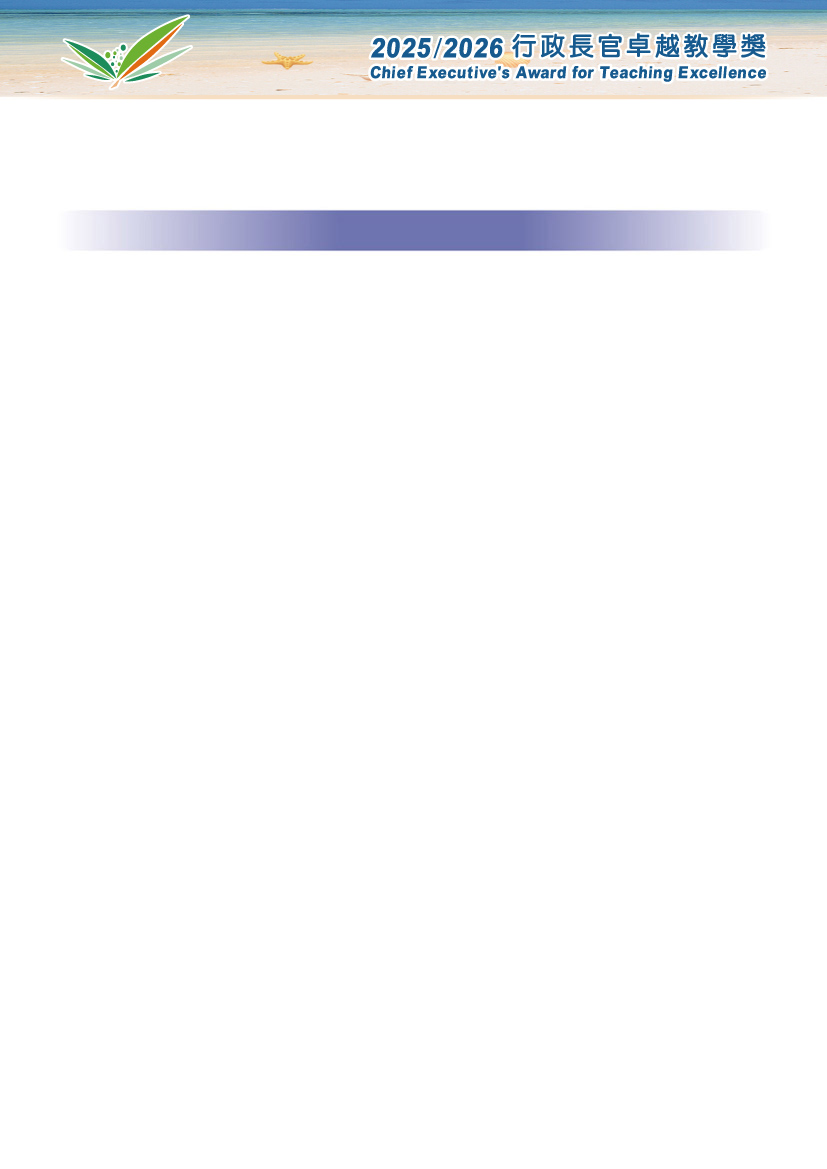 2025/2026 行政長官卓越教學獎
Chief Executive's Award for Teaching Excellence